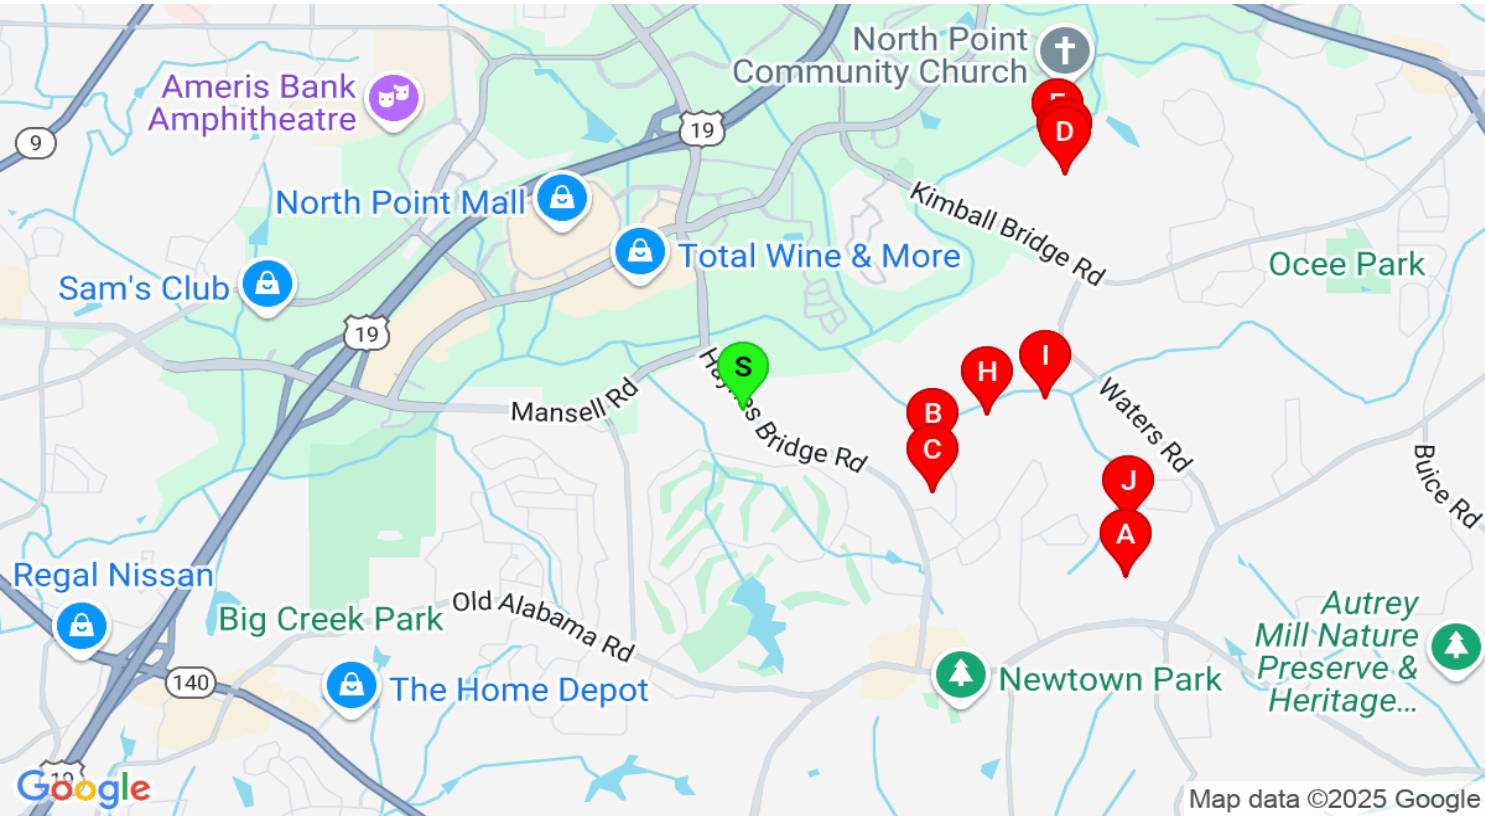 North Point
Community Church
Ameris Bank
Amphitheatre
9
19
D
North Point Mall
Kimball Bridge Rd
Total Wine & More
Ocee Park
Sam's Club
19
S
I
H
Mansell Rd
B
Waters Rd
C
Bridge Rd
Buice Rd
J
A
Regal Nissan
Big Creek Park
Old Alabama Rd
Autrey
Mill Nature
Preserve &
Heritage...
140
The Home Depot
Newtown Park
19
Google
Map data ©2025 Google